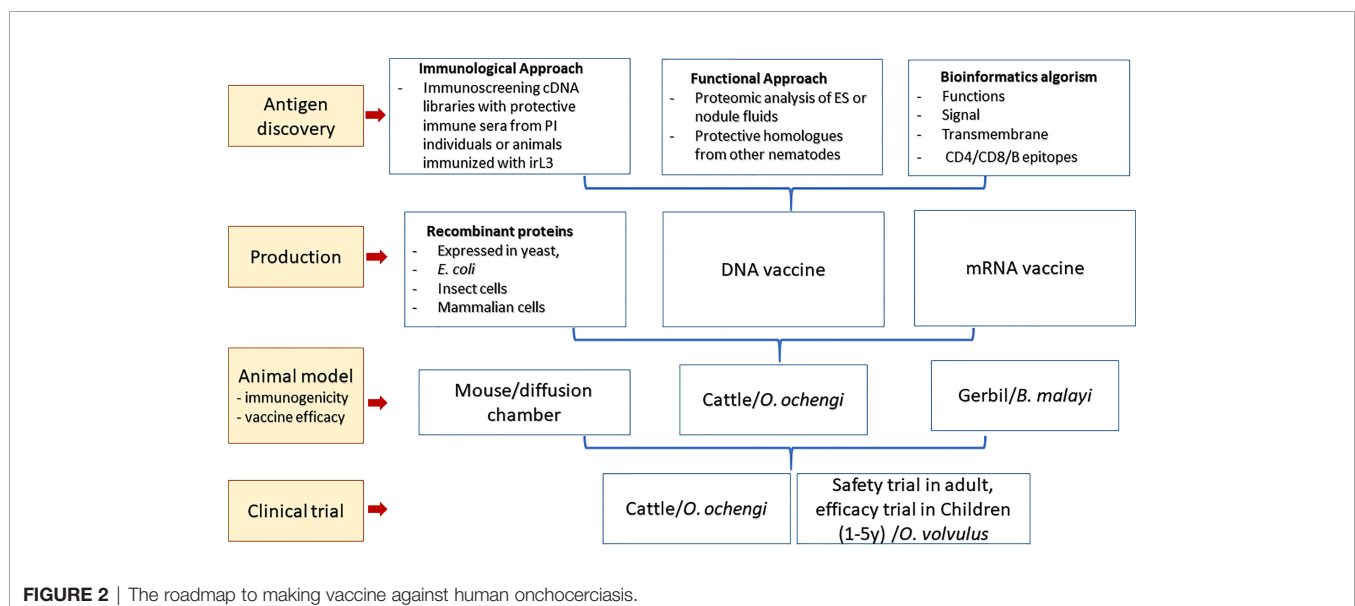 Antigen
discovery
Immunological Approach
- Immunoscreening cDNA
libraries with protective
immune sera from PI
individuals or animals
immunized with irL3
Functional Approach
- Proteomic analysis of ES or
nodule fluids
- Protective homologues
from other nematodes
Bioinformatics algorism
- Functions
- Signal
- Transmembrane
- CD4/CD8/B epitopes
Production
Recombinant proteins
- Expressed in yeast,
- E. coli
- Insect cells
- Mammalian cells
DNA vaccine
mRNA vaccine
Animal model
- immunogenicity
- vaccine efficacy
Mouse/diffusion
chamber
Cattle/O. ochengi
Gerbil/B. malayi
Clinical trial
Cattle/O. ochengi
Safety trial in adult,
efficacy trial in Children
(1-5y) /O. volvulus
FIGURE 2 | The roadmap to making vaccine against human onchocerciasis.